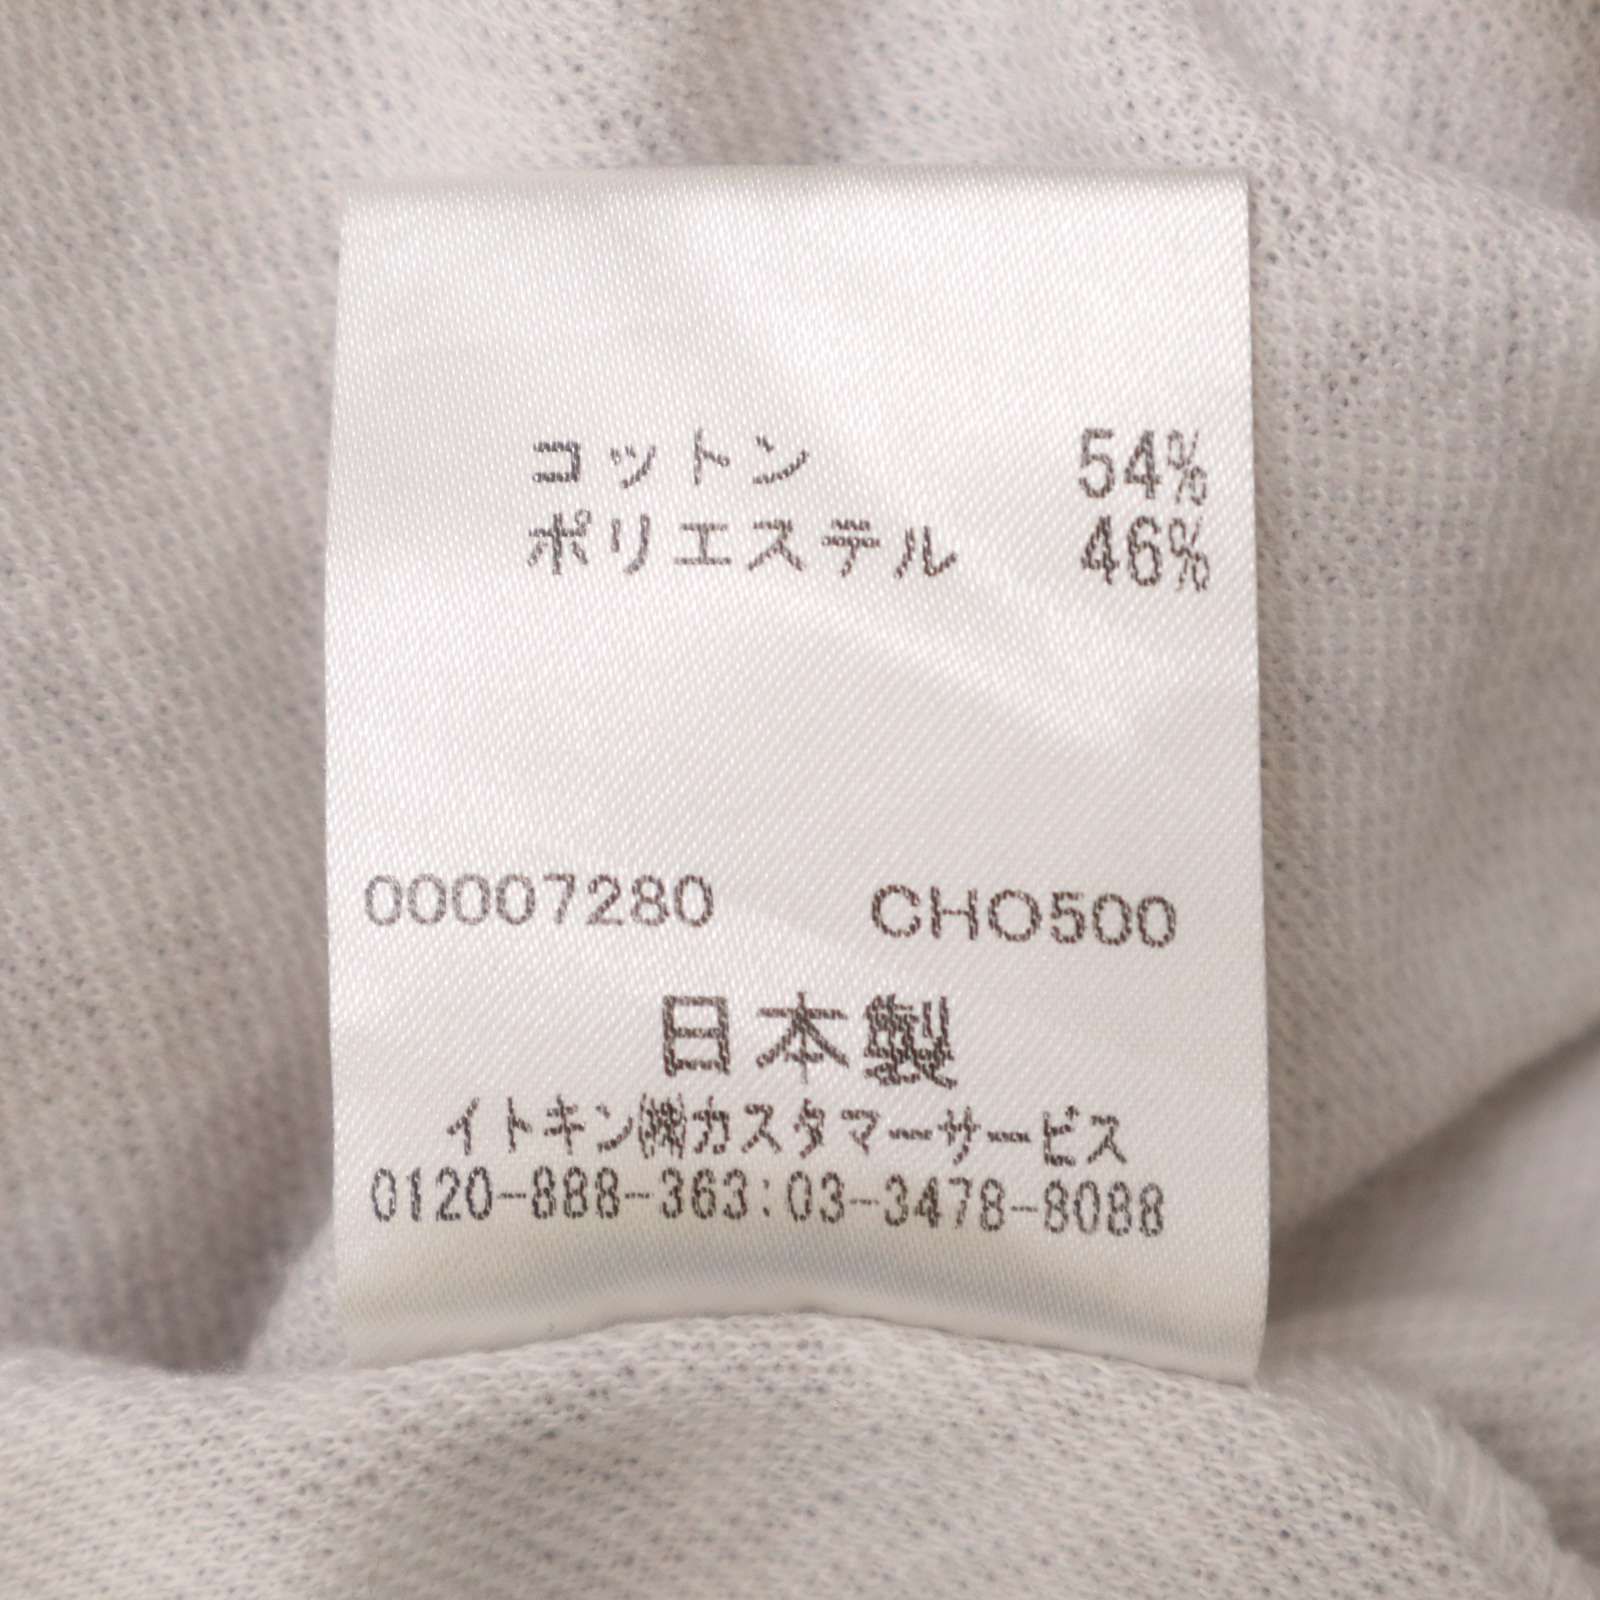 コットン 54%
ポリエステル 46%
00007280 CHO500
日本製
イトキン㈱カスタマーサービス
0120-888-363:03-3478-8088